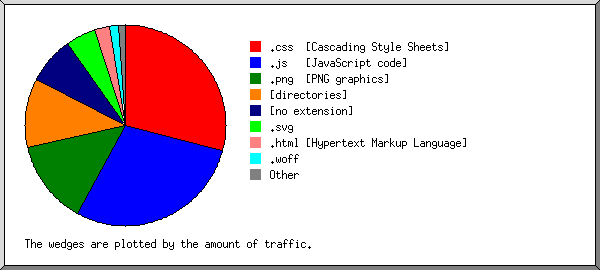 .css [Cascading Style Sheets]
.js [JavaScript code]
.png [PNG graphics]
[directories]
[no extension]
.svg
.html [Hypertext Markup Language]
.woff
Other
The wedges are plotted by the amount of traffic.